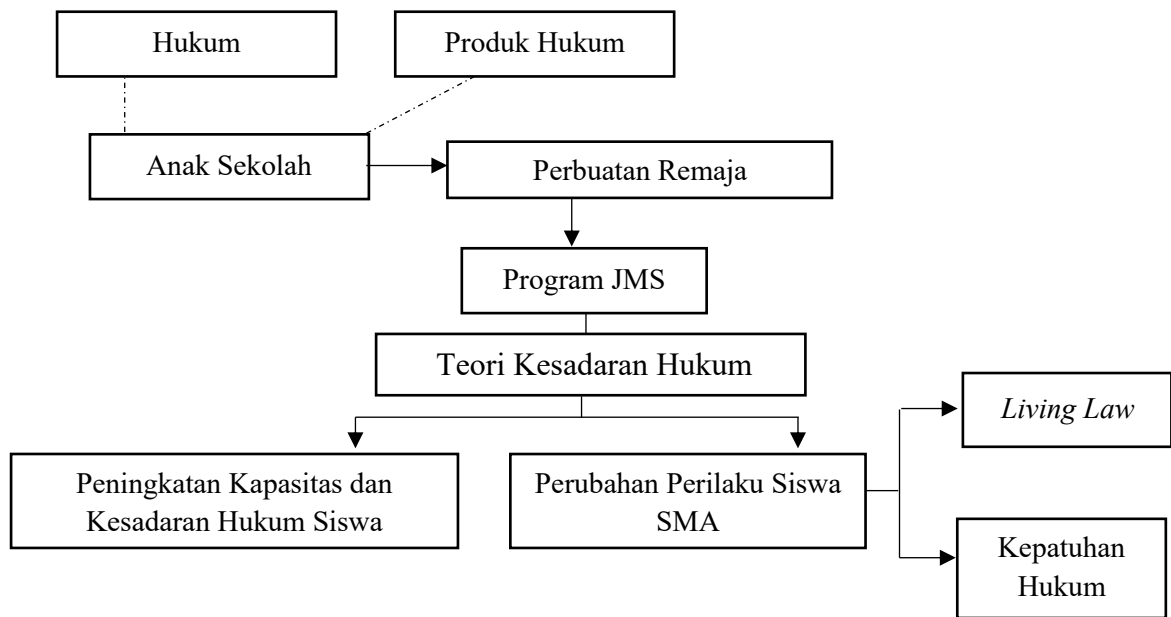 Hukum
Produk Hukum
Anak Sekolah
Perbuatan Remaja
Program JMS
Teori Kesadaran Hukum
Living Law
Peningkatan Kapasitas dan
Kesadaran Hukum Siswa
Perubahan Perilaku Siswa
SMA
Kepatuhan
Hukum